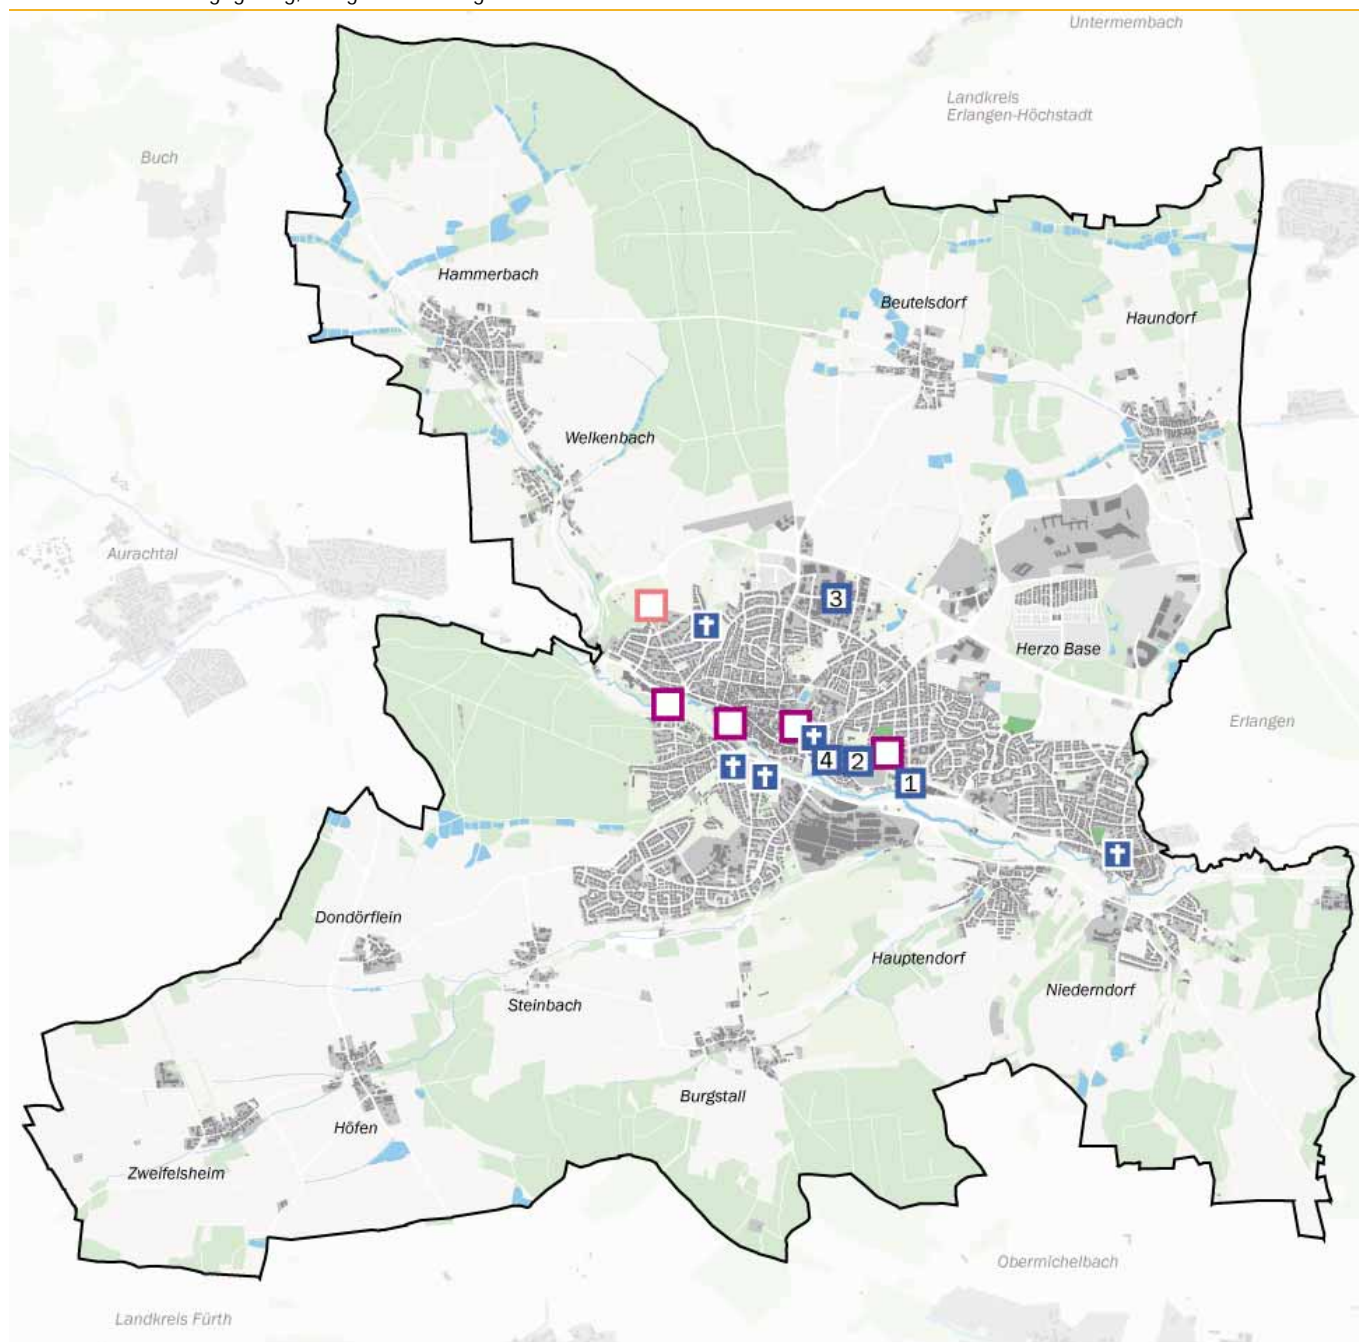 Untermembach
Landkreis
Erlangen-Höchstadt
Buch
Hammerbach
Beutelsdorf
Haundorf
Welkenbach
Aurachtal
3
Herzo Base
Erlangen
4
2
1
Dondörflein
Hauptendorf
Steinbach
Niederndorf
Burgstall
Höfen
Zweifelsheim
Obermichelbach
Landkreis Fürth